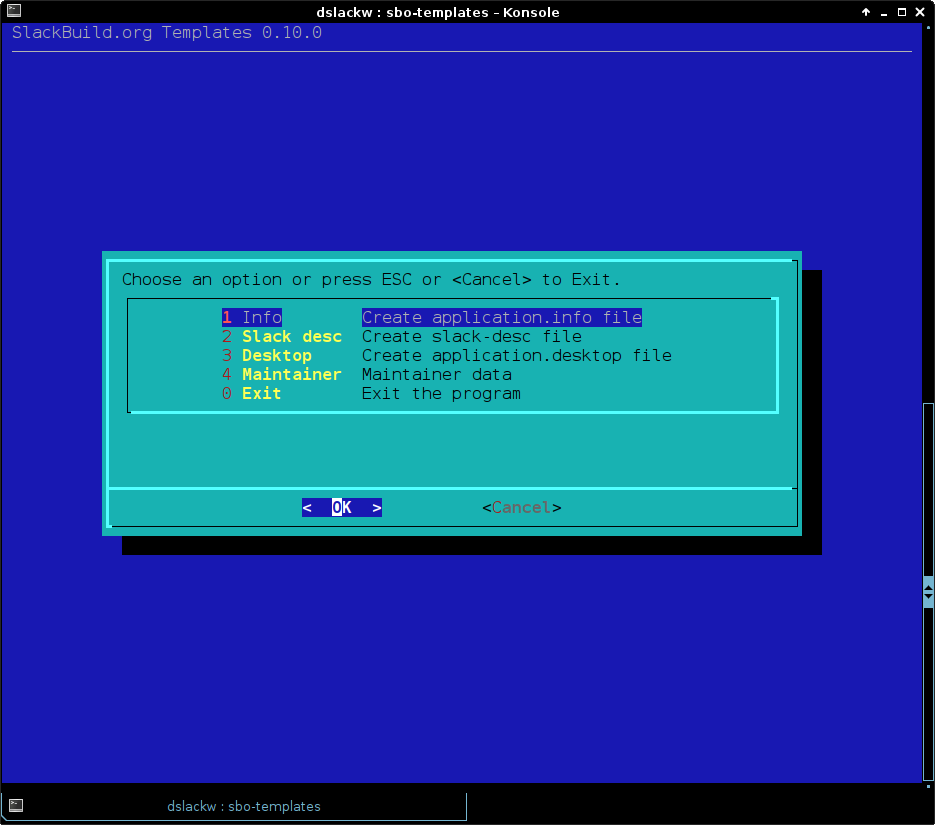 dslackw : sbo-templates – Konsole
SlackBuild.org Templates 0.10.0
Choose an option or press ESC or <Cancel> to Exit.
1 Info Create application.info file
2 Slack desc Create slack-desc file
3 Desktop Create application.desktop file
4 Maintainer Maintainer data
0 Exit Exit the program
< OK > <Cancel>
dslackw : sbo-templates